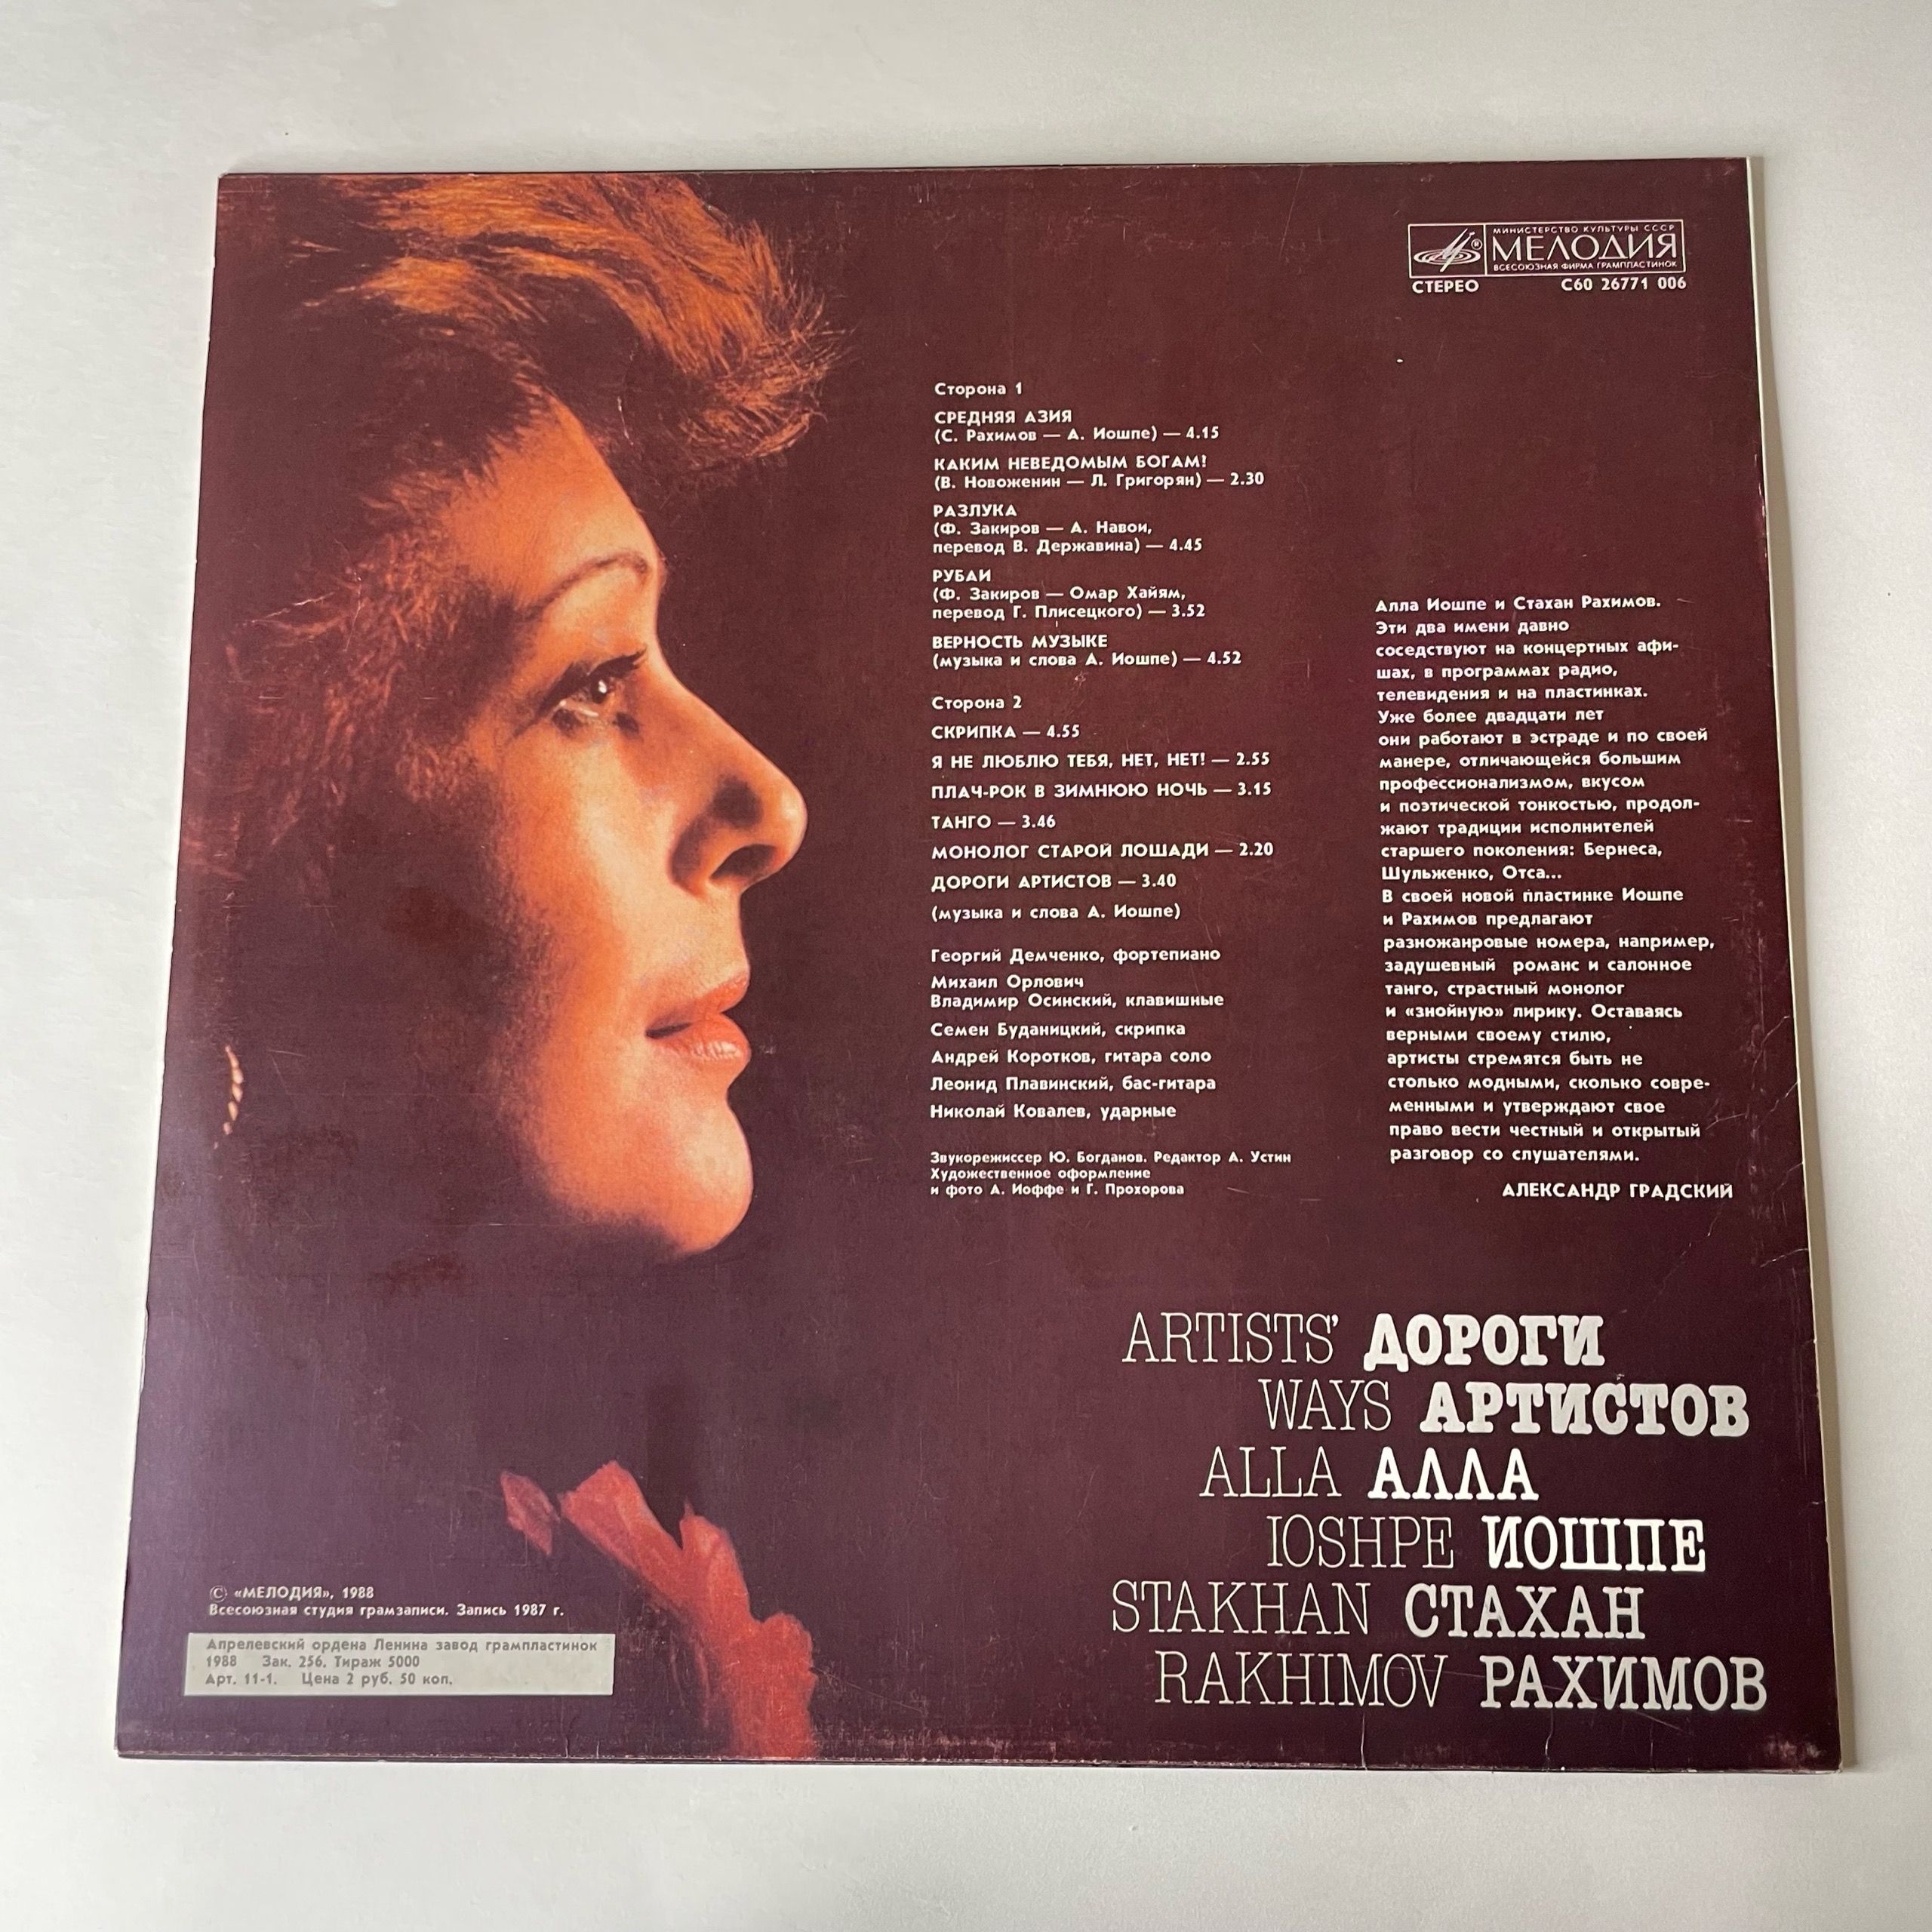 МИНИСТЕРСТВО КУЛЬТУРЫ СССР
МЕЛОДИЯ
ВСЕСОЮЗНАЯ ФИРМА ГРАМПЛАСТИНОК
СТЕРЕО С60 26771 006
Сторона 1
СРЕДНЯЯ АЗИЯ
(С. Рахимов — А. Иошпе) — 4.15
КАКИМ НЕВЕДОМЫМ БОГАМ!
(В. Новоженин — Л. Григорян) — 2.30
РАЗЛУКА
(Ф. Закиров — А. Навои,
перевод В. Державина) — 4.45
РУБАИ
(Ф. Закиров — Омар Хайям,
перевод Г. Плисецкого) — 3.52
ВЕРНОСТЬ МУЗЫКЕ
(музыка и слова А. Иошпе) — 4.52
Сторона 2
СКРИПКА — 4.55
Я НЕ ЛЮБЛЮ ТЕБЯ, НЕТ, НЕТ! — 2.55
ПЛАЧ-РОК В ЗИМНЮЮ НОЧЬ — 3.15
ТАНГО — 3.46
МОНОЛОГ СТАРОЙ ЛОШАДИ — 2.20
ДОРОГИ АРТИСТОВ — 3.40
(музыка и слова А. Иошпе)
Георгий Демченко, фортепиано
Михаил Орлович
Владимир Осинский, клавишные
Семен Буданицкий, скрипка
Андрей Коротков, гитара соло
Леонид Плавинский, бас-гитара
Николай Ковалев, ударные
Звукорежиссер Ю. Богданов. Редактор А. Устин
Художественное оформление
и фото А. Иоффе и Г. Прохорова
Алла Иошпе и Стахан Рахимов.
Эти два имени давно
соседствуют на концертных афи-
шах, в программах радио,
телевидения и на пластинках.
Уже более двадцати лет
они работают в эстраде и по своей
манере, отличающейся большим
профессионализмом, вкусом
и поэтической тонкостью, продол-
жают традиции исполнителей
старшего поколения: Бернеса,
Шульженко, Отса...
В своей новой пластинке Иошпе
и Рахимов предлагают
разножанровые номера, например,
задушевный романс и салонное
танго, страстный монолог
и «знойную» лирику. Оставаясь
верными своему стилю,
артисты стремятся быть не
столько модными, сколько совре-
менными и утверждают свое
право вести честный и открытый
разговор со слушателями.
АЛЕКСАНДР ГРАДСКИЙ
ARTISTS' ДОРОГИ
WAYS АРТИСТОВ
ALLA АЛЛА
IOSHPE ИОШПЕ
STAKHAN СТАХАН
RAKHIMOV РАХИМОВ
© «МЕЛОДИЯ», 1988
Всесоюзная студия грамзаписи. Запись 1987 г.
Апрелевский ордена Ленина завод грампластинок
1988 Зак. 256. Тираж 5000
Арт. 11-1. Цена 2 руб. 50 коп.